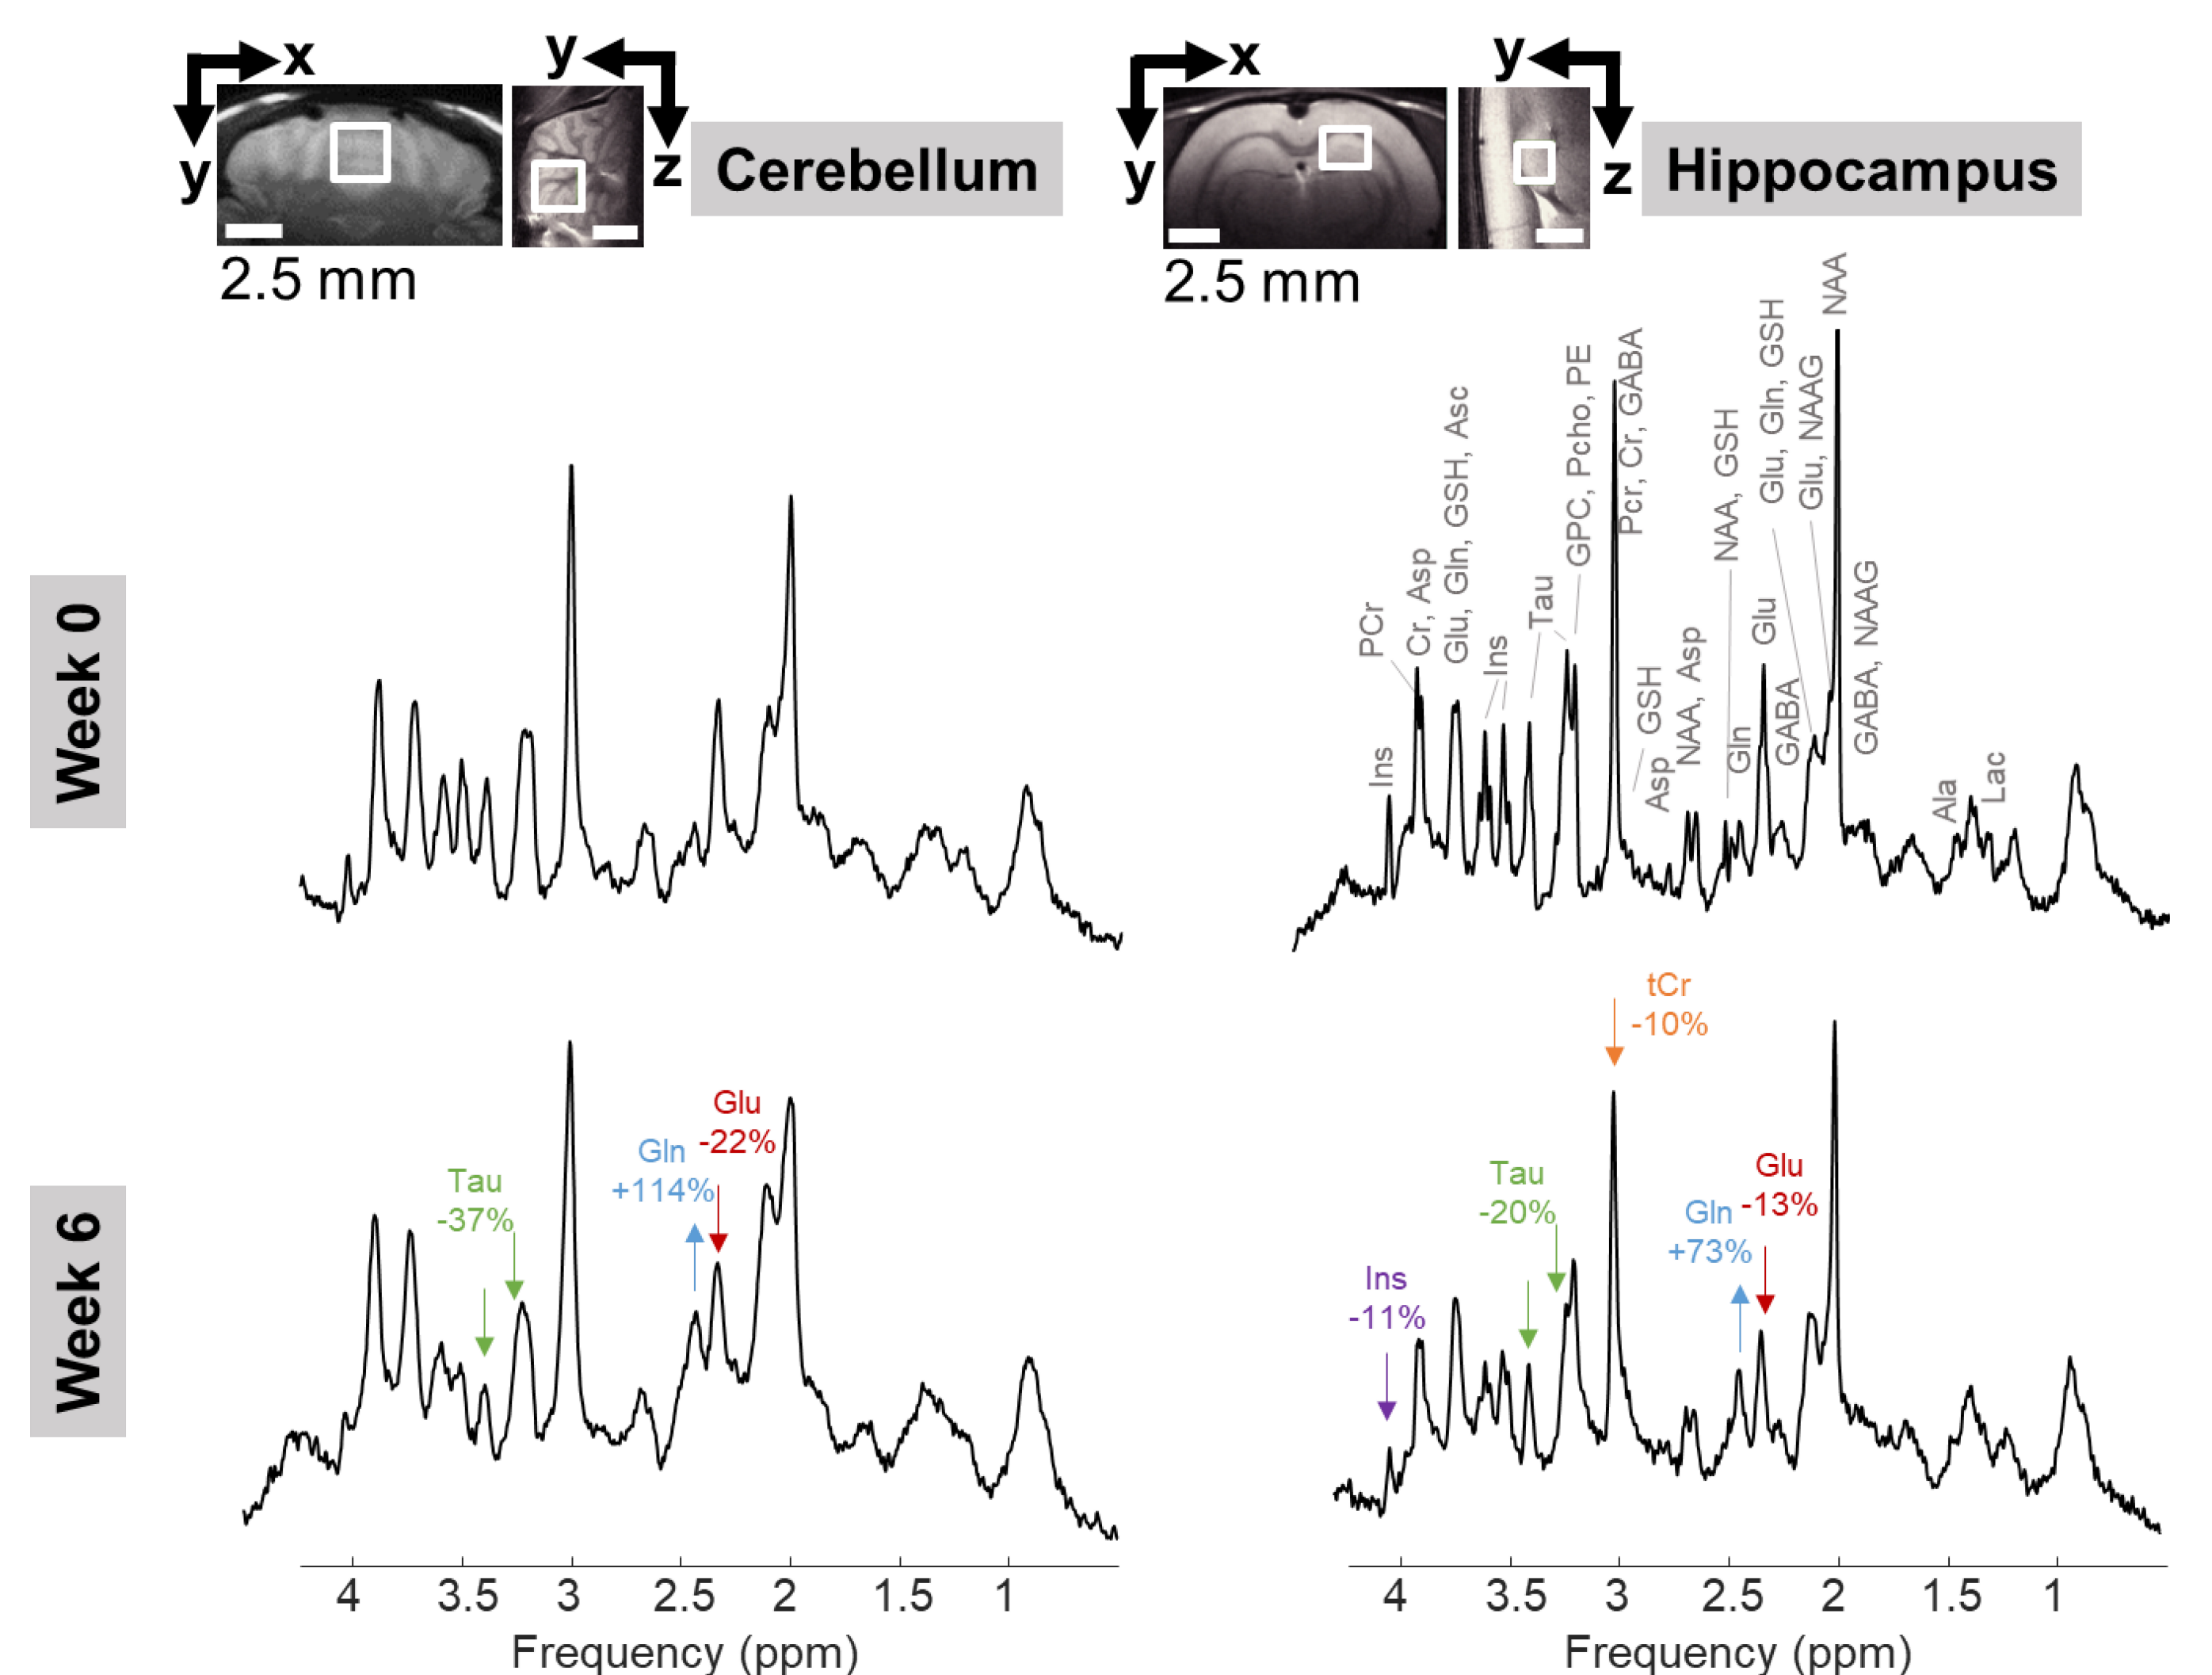 x
y
y
z
Cerebellum
2.5 mm
x
y
y
z
Hippocampus
2.5 mm
Week 0
Ins
PCr
Cr, Asp
Glu, Gln, GSH, Asc
Ins
Tau
GPC, Pcho, PE
Pcr, Cr, GABA
GSH
Asp
NAA, Asp
NAA, GSH
Gln
Glu
GABA
Glu, Gln, GSH
Glu, NAAG
NAA
GABA, NAAG
Ala
Lac
Week 6
Tau
-37%
Gln
+114%
Glu
-22%
Ins
-11%
Tau
-20%
tCr
-10%
Gln
+73%
Glu
-13%
4 3.5 3 2.5 2 1.5 1
Frequency (ppm)
4 3.5 3 2.5 2 1.5 1
Frequency (ppm)